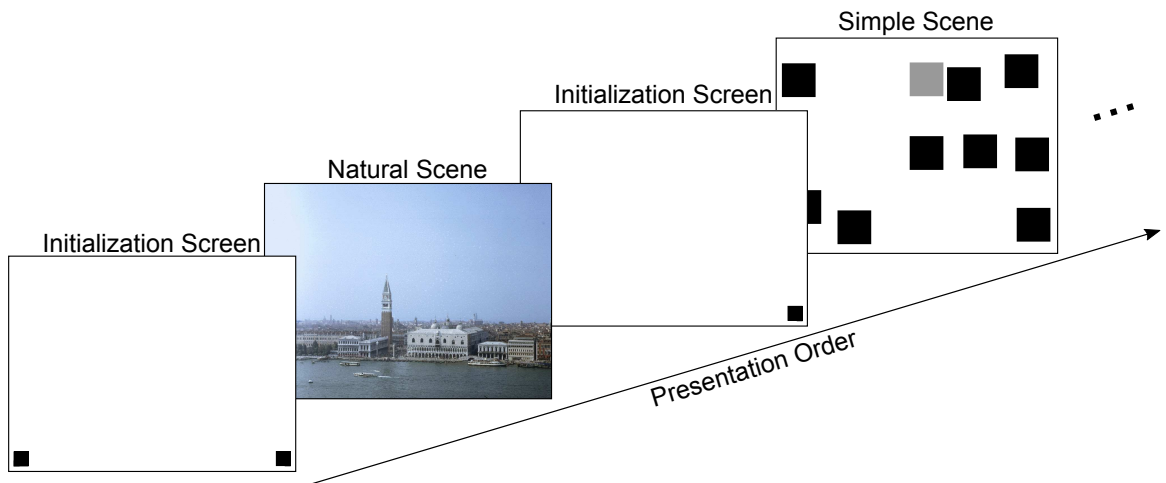 Simple Scene
Initialization Screen
Natural Scene
Initialization Screen
Presentation Order